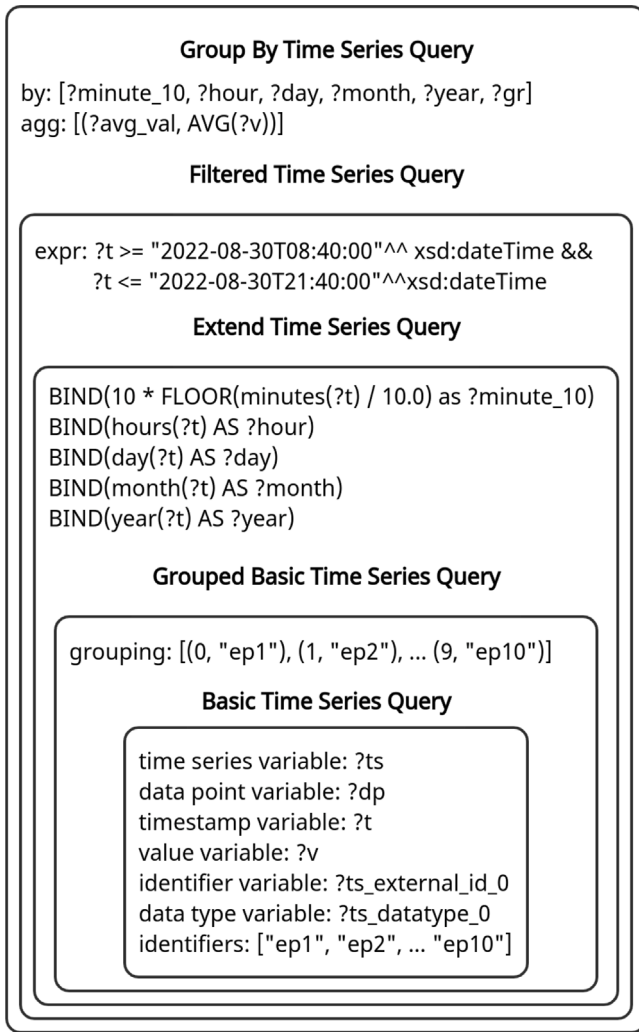 Group By Time Series Query
by: [?minute_10, ?hour, ?day, ?month, ?year, ?gr]
agg: [(?avg_val, AVG(?v))]
Filtered Time Series Query
expr: ?t >= "2022-08-30T08:40:00"^^ xsd:dateTime &&
?t <= "2022-08-30T21:40:00"^^xsd:dateTime
Extend Time Series Query
BIND(10 * FLOOR(minutes(?t) / 10.0) as ?minute_10)
BIND(hours(?t) AS ?hour)
BIND(day(?t) AS ?day)
BIND(month(?t) AS ?month)
BIND(year(?t) AS ?year)
Grouped Basic Time Series Query
grouping: [(0, "ep1"), (1, "ep2"), ... (9, "ep10")]
Basic Time Series Query
time series variable: ?ts
data point variable: ?dp
timestamp variable: ?t
value variable: ?v
identifier variable: ?ts_external_id_0
data type variable: ?ts_datatype_0
identifiers: ["ep1", "ep2", ... "ep10"]